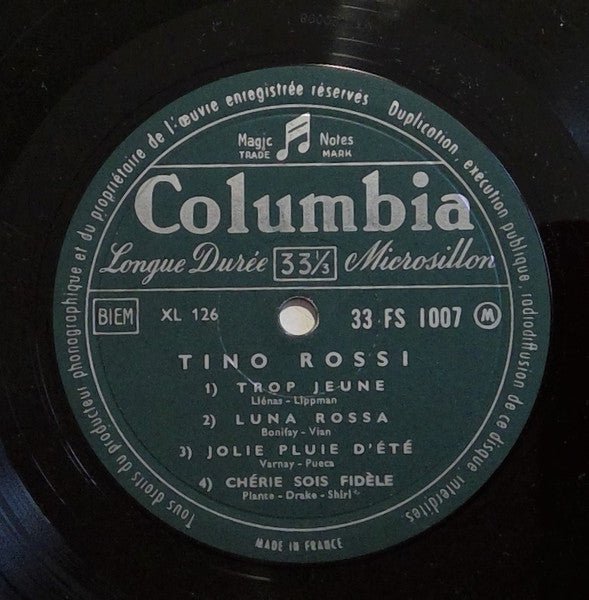 Tous droits du producteur phonographique et du propriétaire de l'œuvre enregistrée réservés
Duplication, exécution publique, radiodiffusion de ce disque, interdites.
Magic Notes
TRADE MARK
Columbia
Longue Durée 33⅓ Microsillon
BIEM XL 126 33 FS 1007 M
TINO ROSSI
1) TROP JEUNE
Liénas - Lippman
2) LUNA ROSSA
Bonifay - Vian
3) JOLIE PLUIE D'ÉTÉ
Varnay - Pueca
4) CHÉRIE SOIS FIDÈLE
Plante - Drake - Shirl
MADE IN FRANCE